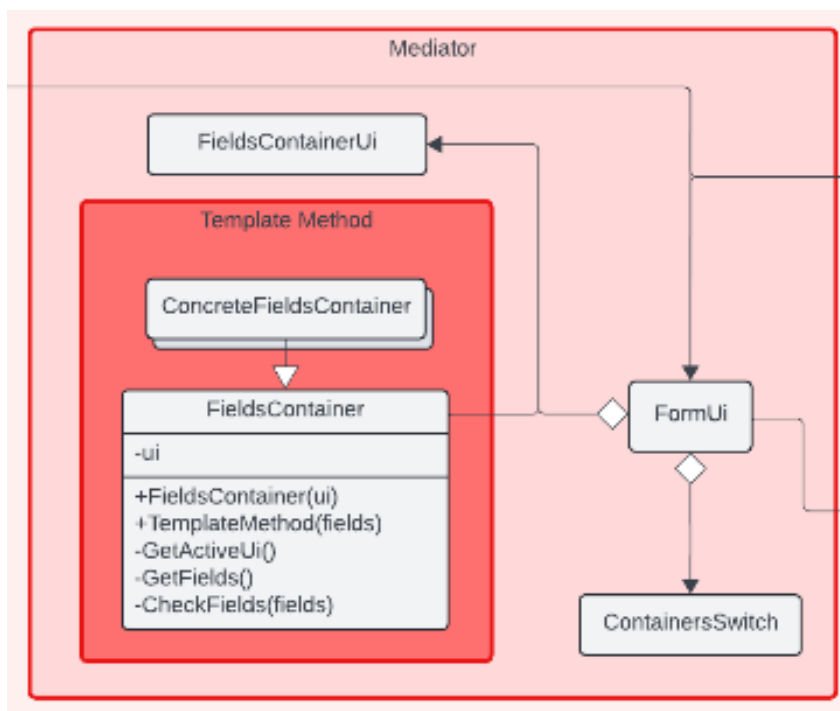 Mediator
FieldsContainerUi
Template Method
ConcreteFieldsContainer
FieldsContainer
-ui
+FieldsContainer(ui)
+TemplateMethod(fields)
-GetActiveUi()
-GetFields()
-CheckFields(fields)
FormUi
ContainersSwitch